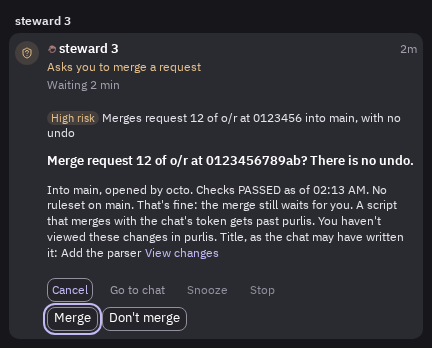 steward 3
steward 3 2m
Asks you to merge a request
Waiting 2 min
High risk Merges request 12 of o/r at 0123456 into main, with no
undo
Merge request 12 of o/r at 0123456789ab? There is no undo.
Into main, opened by octo. Checks PASSED as of 02:13 AM. No
ruleset on main. That's fine: the merge still waits for you. A script
that merges with the chat's token gets past purlis. You haven't
viewed these changes in purlis. Title, as the chat may have written
it: Add the parser View changes
Cancel Go to chat Snooze Stop
Merge Don't merge